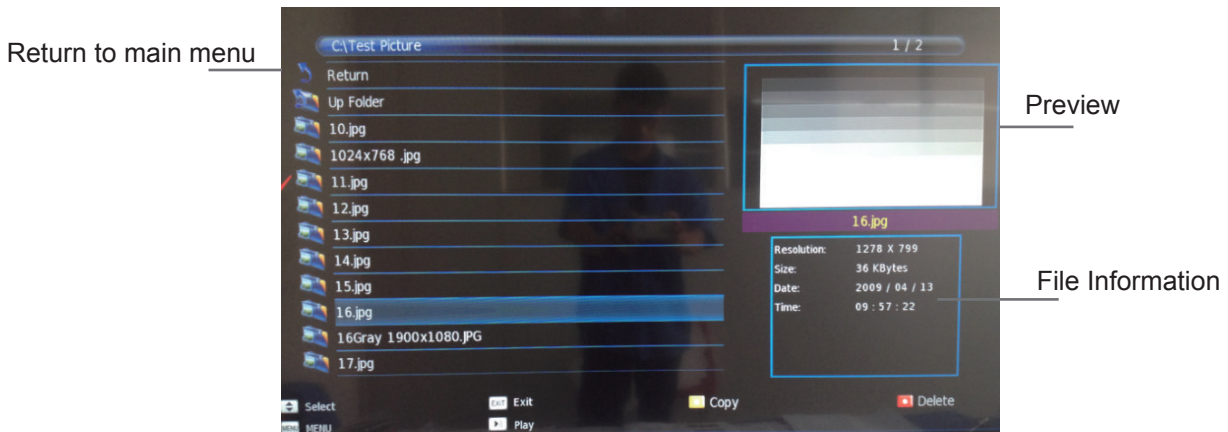 Return to main menu
C:\Test Picture
1 / 2
Return
Up Folder
10.jpg
1024x768 .jpg
11.jpg
12.jpg
13.jpg
14.jpg
15.jpg
16.jpg
16Gray 1900x1080.JPG
17.jpg
Preview
16.jpg
Resolution: 1278 X 799
Size: 36 KBytes
Date: 2009 / 04 / 13
Time: 09 : 57 : 22
File Information
Select
EXIT Exit
Copy
Delete
MENU MENU
Play